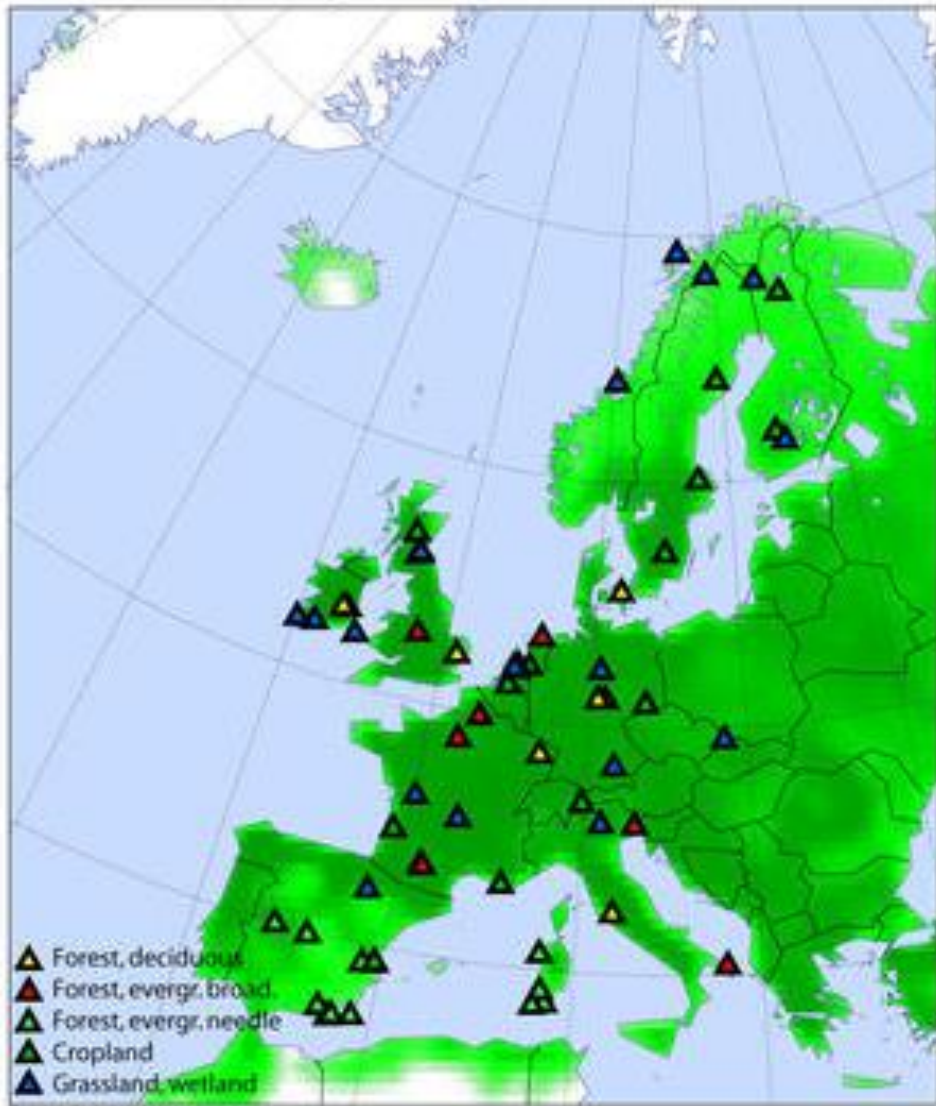 Forest, deciduous
Forest, evergr. broad.
Forest, evergr. needle
Cropland
Grassland, wetland